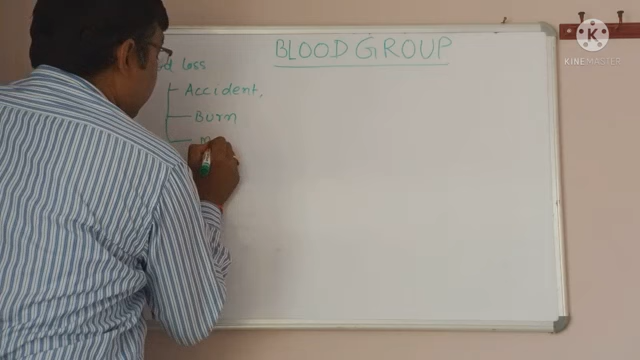 BLOOD GROUP
loss
Accident,
Burn
K
KINEMASTER